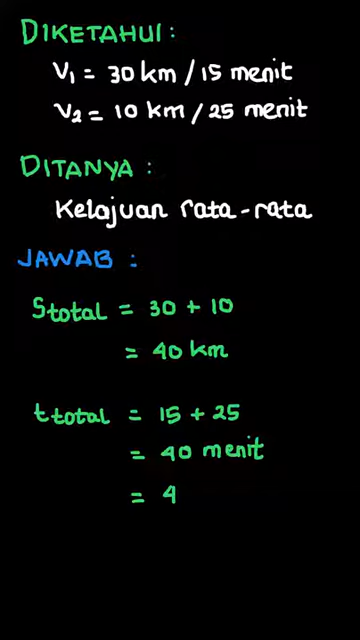 DIKETAHUI :
V₁ = 30 km / 15 menit
V₂ = 10 km / 25 menit
DITANYA :
Kelajuan rata-rata
JAWAB :
Stotal = 30 + 10
= 40 km
t total = 15 + 25
= 40 menit
= 4